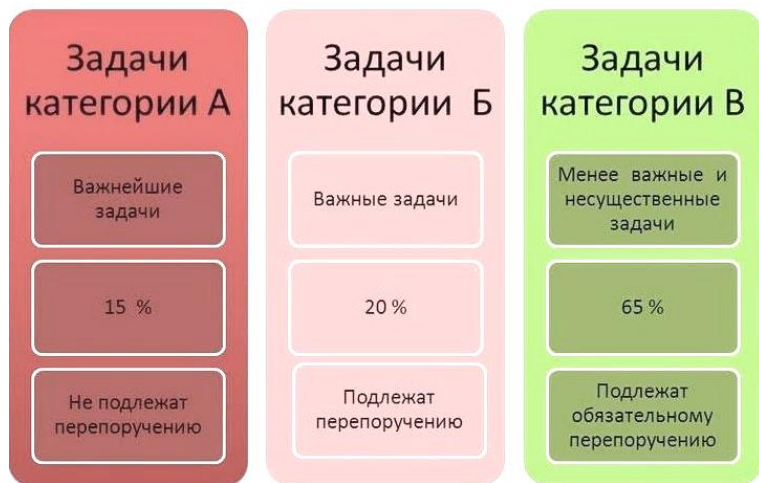 Задачи
категории А
Важнейшие
задачи
15 %
Не подлежат
перепоручению
Задачи
категории Б
Важные задачи
20 %
Подлежат
перепоручению
Задачи
категории В
Менее важные и
несущественные
задачи
65 %
Подлежат
обязательному
перепоручению